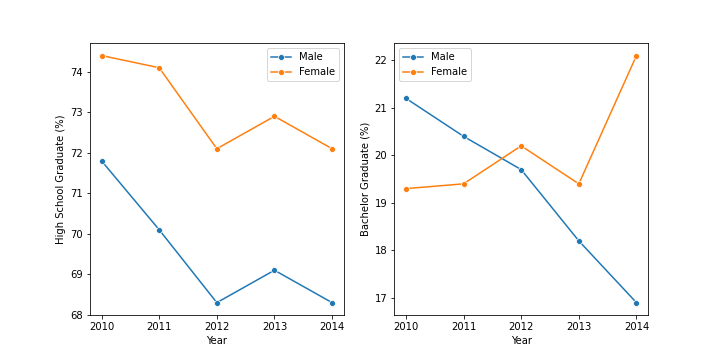 High School Graduate (%)
74
73
72
71
70
69
68
2010 2011 2012 2013 2014
Year
Male
Female
Bachelor Graduate (%)
22
21
20
19
18
17
2010 2011 2012 2013 2014
Year
Male
Female